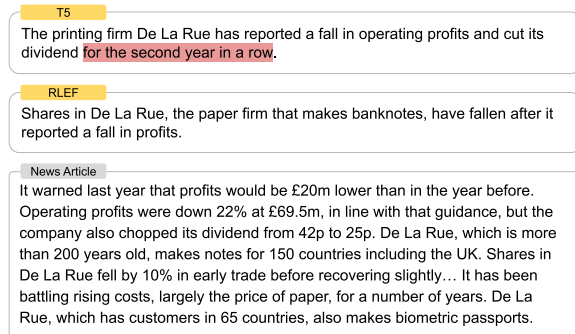 T5
The printing firm De La Rue has reported a fall in operating profits and cut its
dividend for the second year in a row.
RLEF
Shares in De La Rue, the paper firm that makes banknotes, have fallen after it
reported a fall in profits.
News Article
It warned last year that profits would be £20m lower than in the year before.
Operating profits were down 22% at £69.5m, in line with that guidance, but the
company also chopped its dividend from 42p to 25p. De La Rue, which is more
than 200 years old, makes notes for 150 countries including the UK. Shares in
De La Rue fell by 10% in early trade before recovering slightly… It has been
battling rising costs, largely the price of paper, for a number of years. De La
Rue, which has customers in 65 countries, also makes biometric passports.